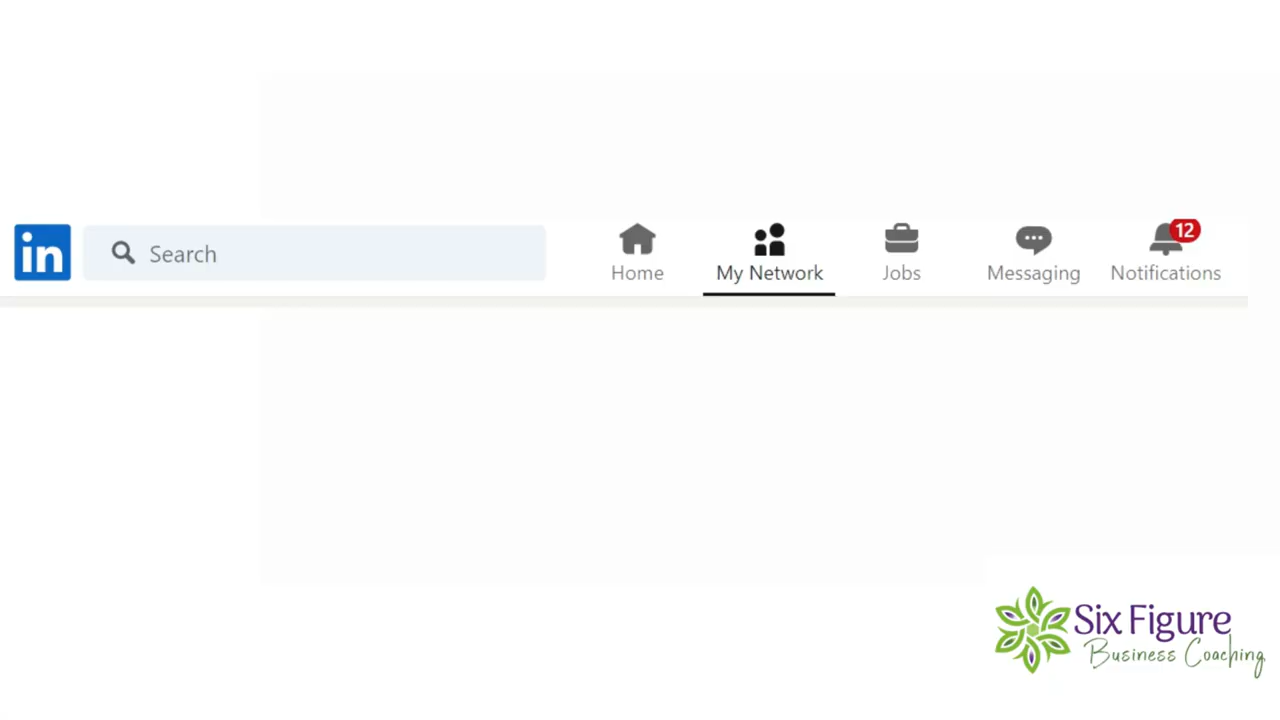 in
Search
Home
My Network
Jobs
Messaging
12
Notifications
Six Figure
Business Coaching